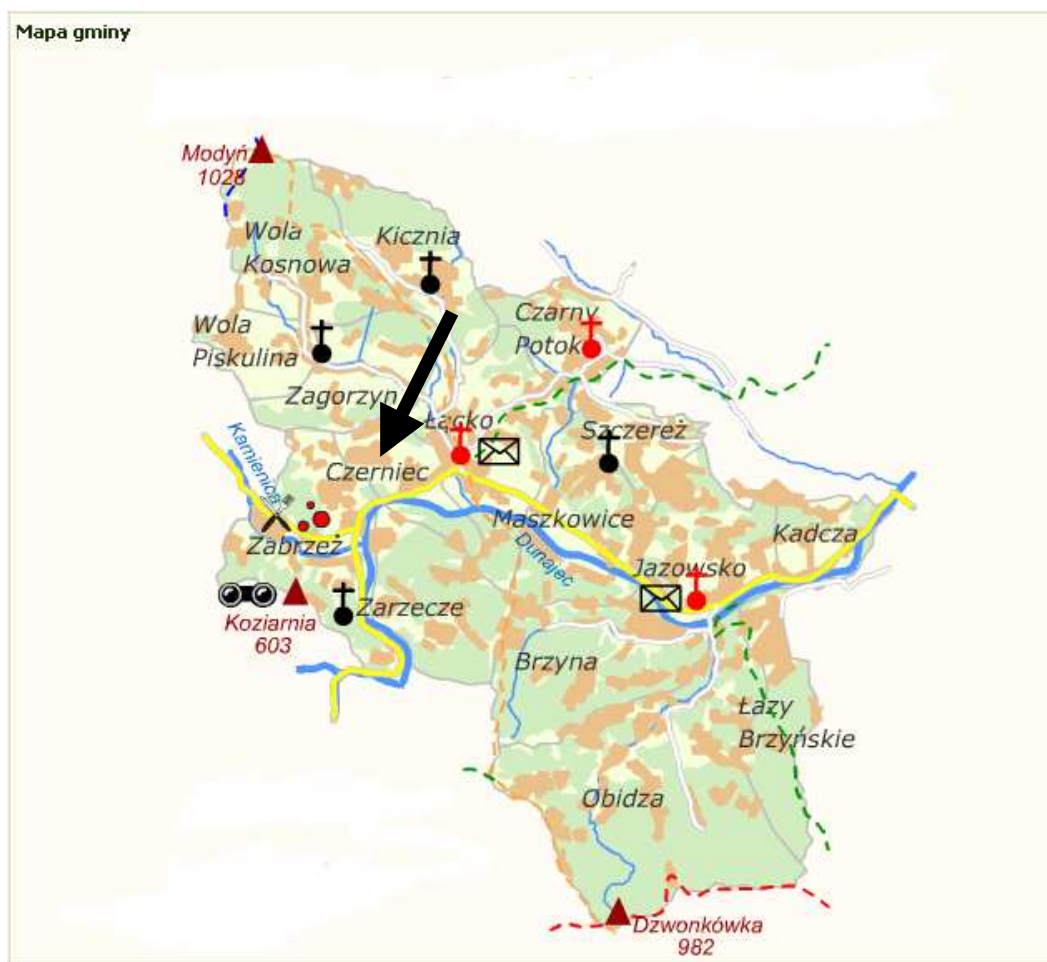 Mapa gminy
Modyń
1028
Wola
Kosnowa
Kicznia
Czarny
Potok
Wola
Piskulina
Zagorzyn
Łącko
Szczereż
Czerniec
Kamienica
Maszkowice
Kadcza
Zabrzeż
Dunajec
Jazowsko
Zarzecze
Koziarnia
603
Brzyna
Łazy
Brzyńskie
Obidza
Dzwonkówka
982